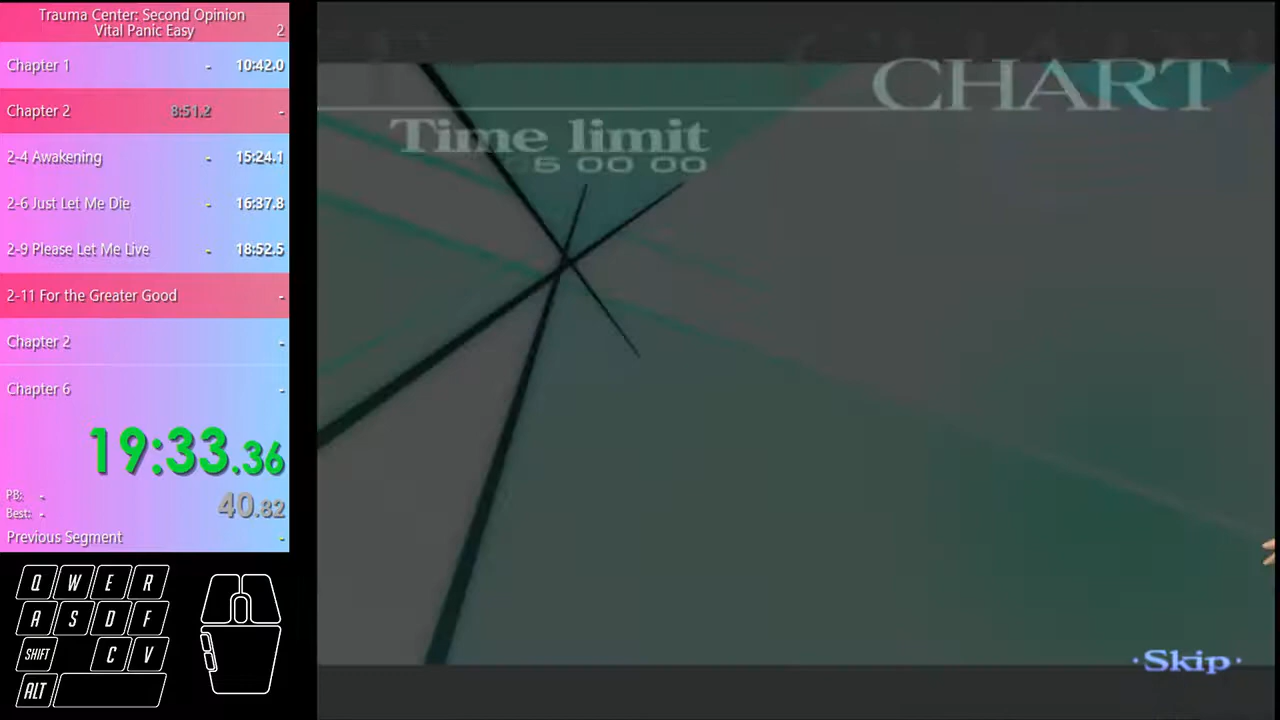 Trauma Center: Second Opinion
Vital Panic Easy 2
Chapter 1 - 10:42.0
Chapter 2 8:51.2 -
2-4 Awakening - 15:24.1
2-6 Just Let Me Die - 16:37.8
2-9 Please Let Me Live - 18:52.5
2-11 For the Greater Good -
Chapter 2 -
Chapter 6 -
19:33.36
PB: -
40.82
Best: -
Previous Segment -
Q W E R
A S D F
SHIFT C V
ALT
CHART
Time limit
5 00 00
·Skip·